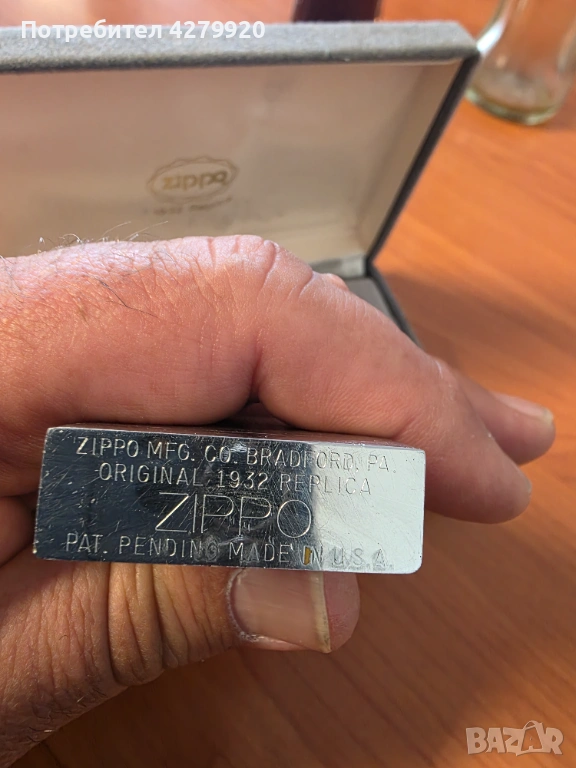 Потребител 4279920
zippo
ZIPPO MFG. CO. BRADFORD, PA.
ORIGINAL 1932 REPLICA
ZIPPO
PAT. PENDING MADE IN U.S.A.
BAZAR